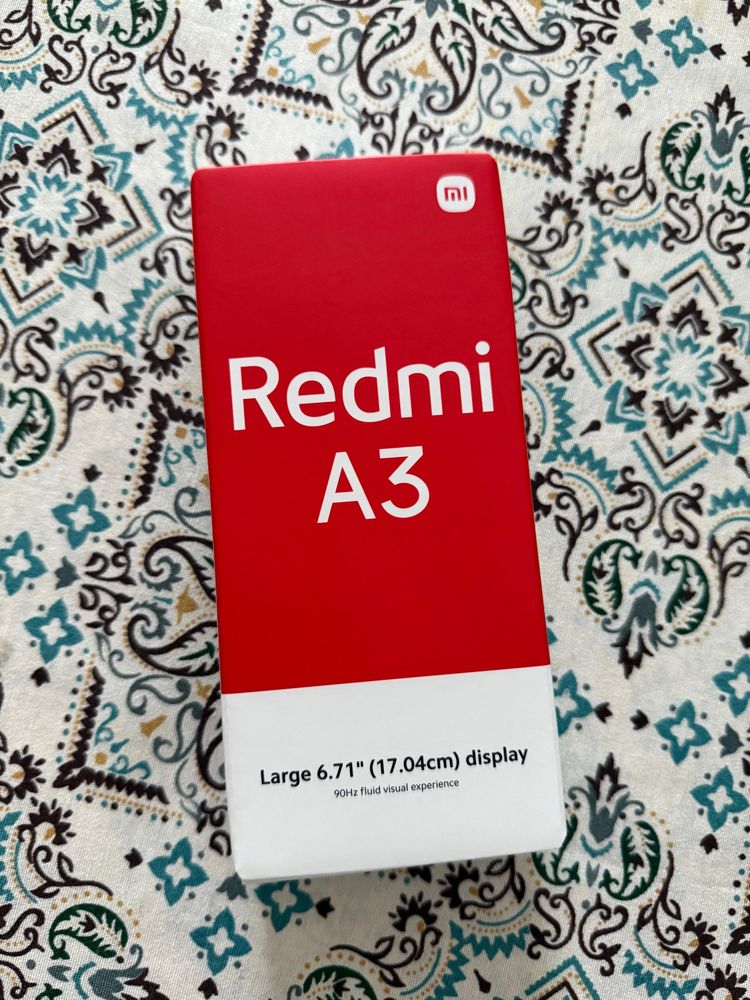 mi
Redmi
A3
Large 6.71" (17.04cm) display
90Hz fluid visual experience